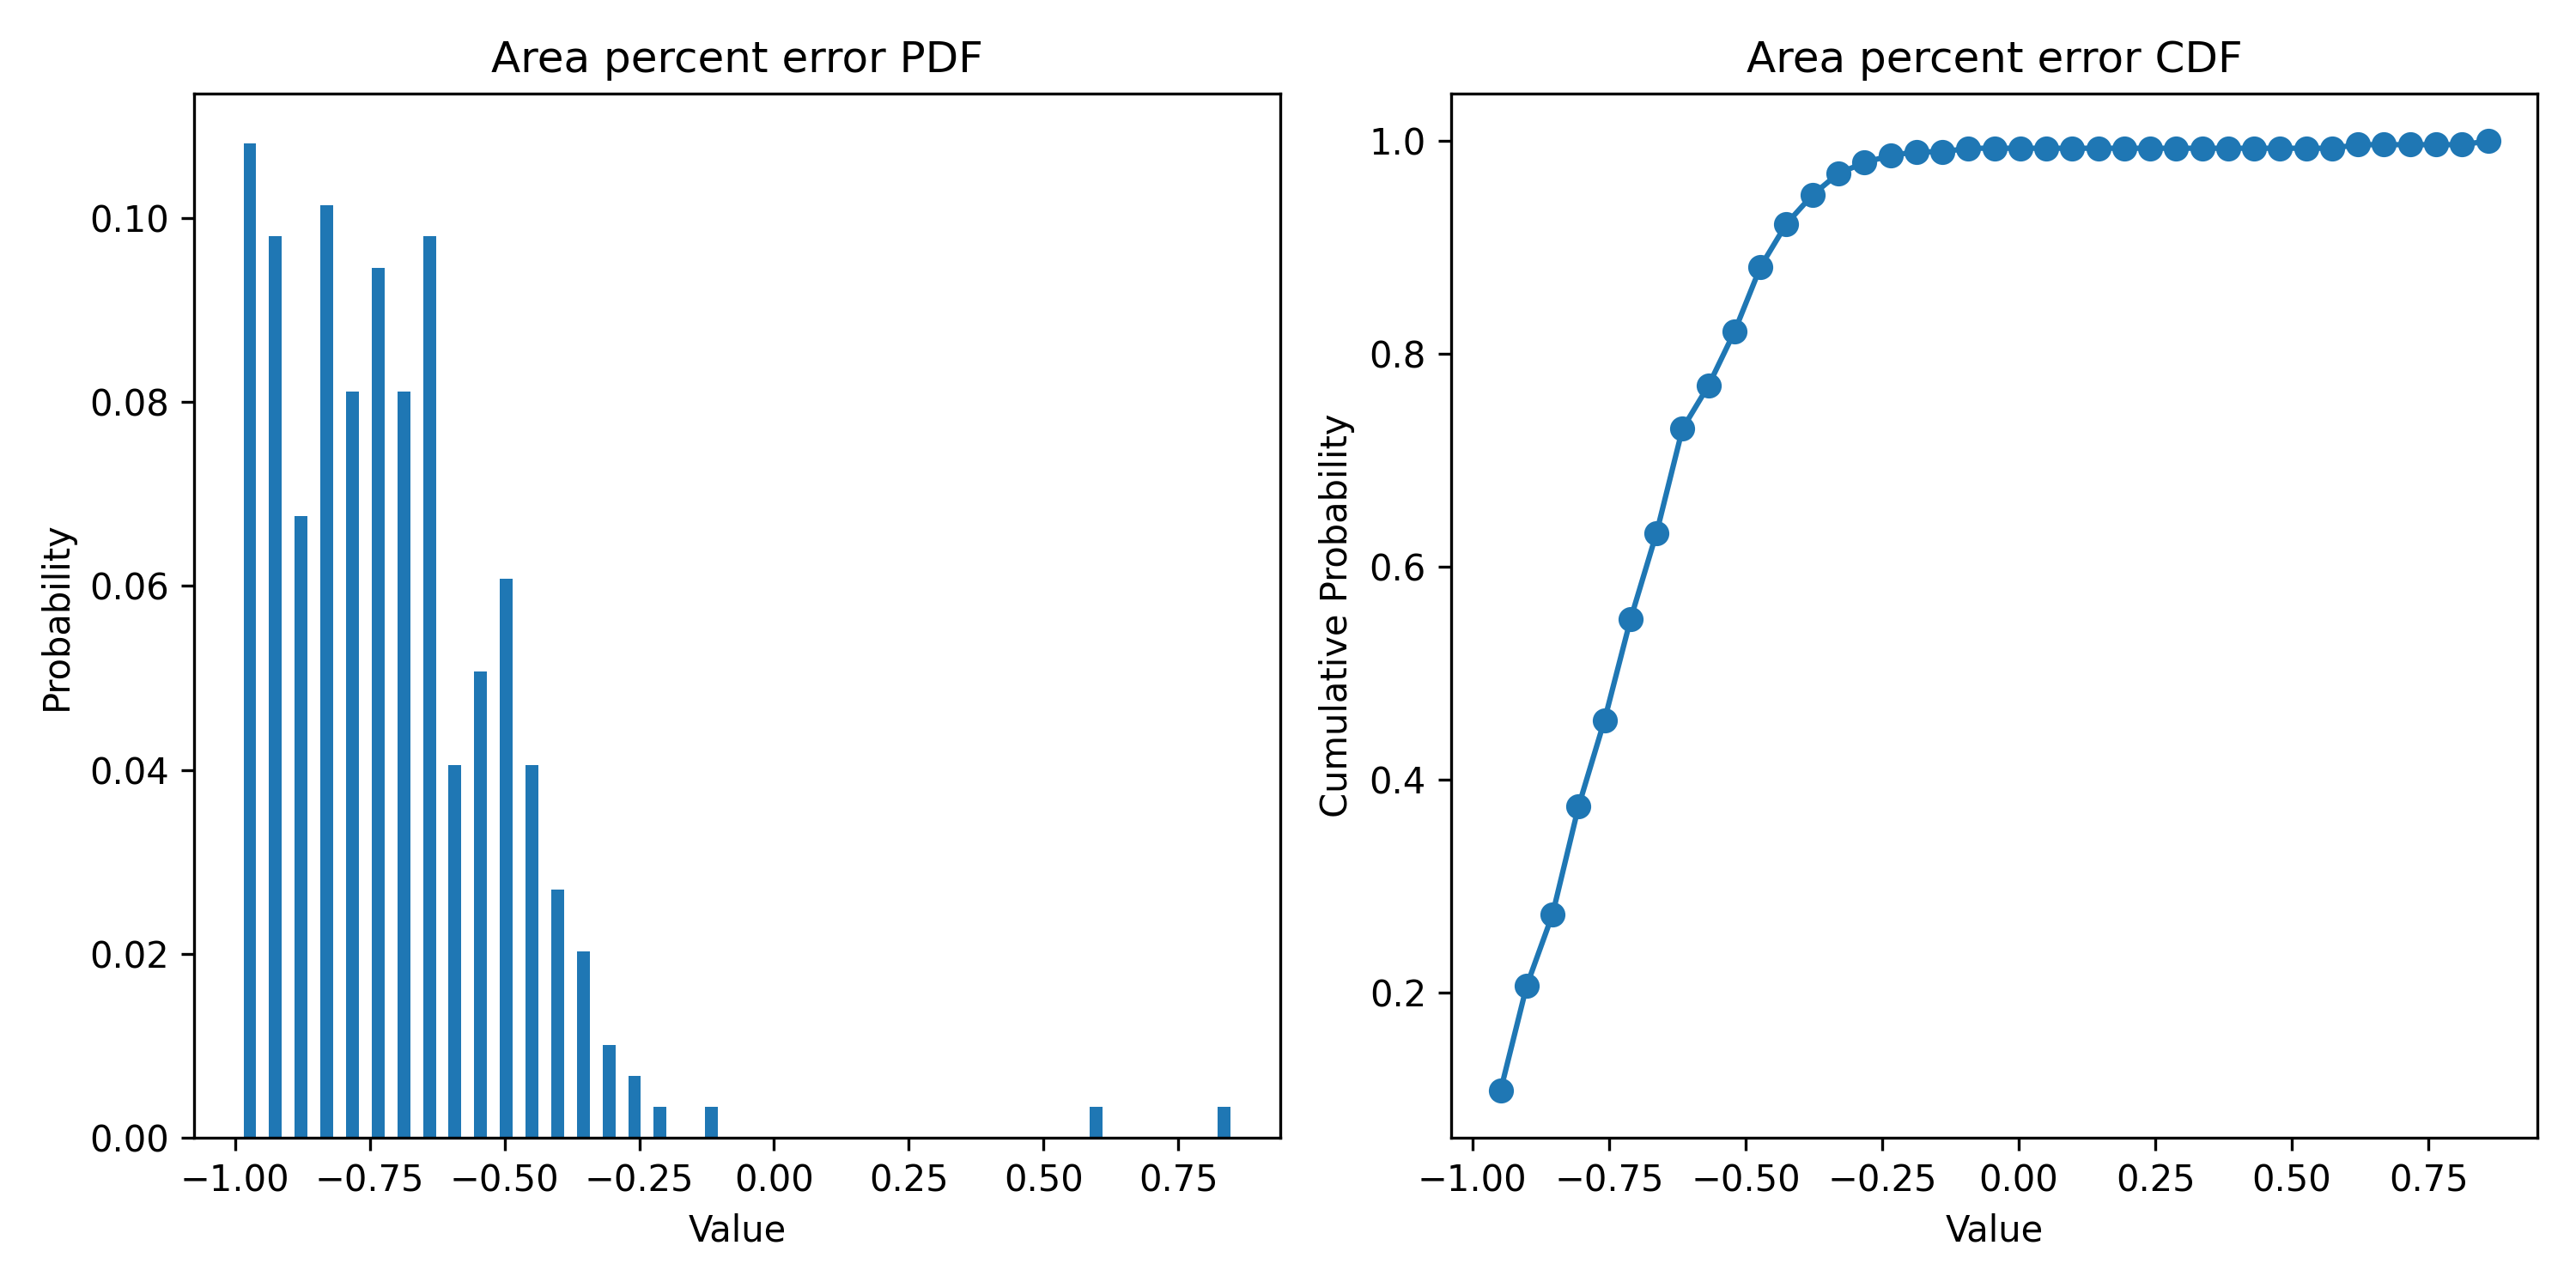 Area percent error PDF
Probability
0.10
0.08
0.06
0.04
0.02
0.00
−1.00 −0.75 −0.50 −0.25 0.00 0.25 0.50 0.75
Value
Area percent error CDF
Cumulative Probability
1.0
0.8
0.6
0.4
0.2
−1.00 −0.75 −0.50 −0.25 0.00 0.25 0.50 0.75
Value